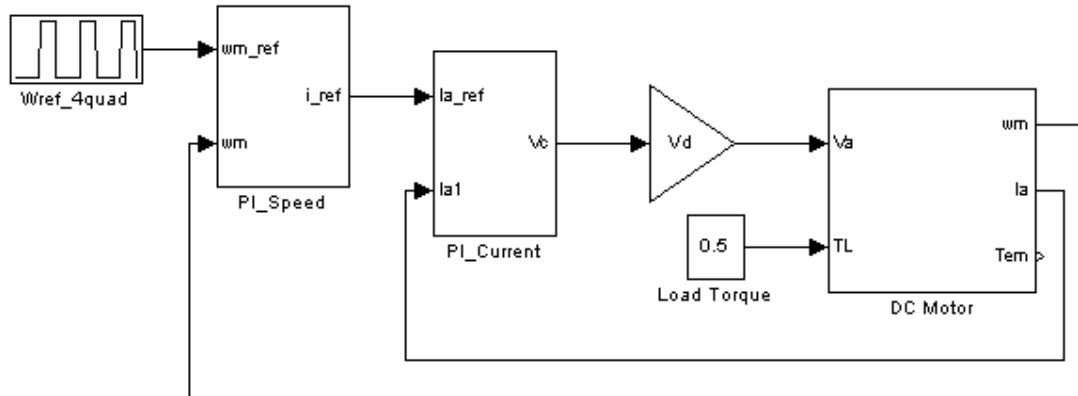 Wref_4quad
wm_ref
i_ref
wm
PI_Speed
Ia_ref
Vc
Ia1
PI_Current
Vd
0.5
Load Torque
Va
TL
wm
Ia
Tem
DC Motor